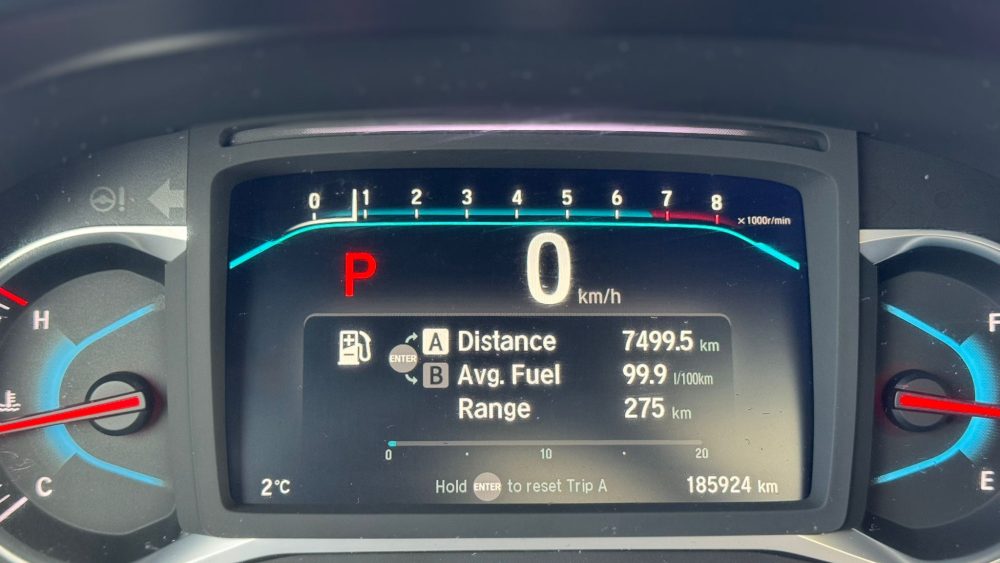 0 1 2 3 4 5 6 7 8
x1000r/min
P 0 km/h
H
F
ENTER A Distance 7499.5 km
B Avg. Fuel 99.9 l/100km
Range 275 km
0 10 20
C
E
2°C Hold ENTER to reset Trip A 185924 km